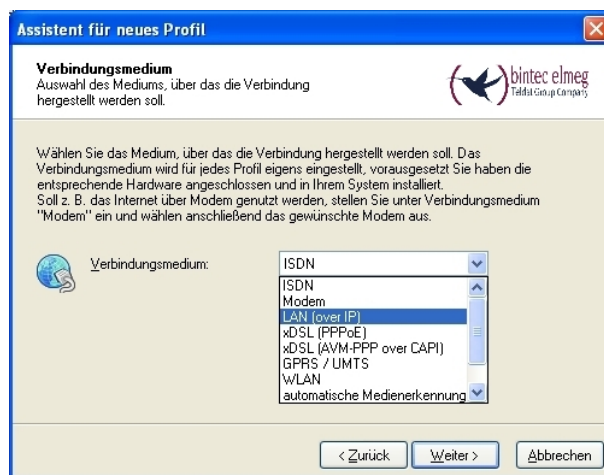 Assistent für neues Profil
Verbindungsmedium
Auswahl des Mediums, über das die Verbindung
hergestellt werden soll.
bintec elmeg
Teldat Group Company
Wählen Sie das Medium, über das die Verbindung hergestellt werden soll. Das
Verbindungsmedium wird für jedes Profil eigens eingestellt, vorausgesetzt Sie haben die
entsprechende Hardware angeschlossen und in Ihrem System installiert.
Soll z. B. das Internet über Modem genutzt werden, stellen Sie unter Verbindungsmedium
"Modem" ein und wählen anschließend das gewünschte Modem aus.
Verbindungsmedium:
ISDN
ISDN
Modem
LAN (over IP)
xDSL (PPPoE)
xDSL (AVM-PPP over CAPI)
GPRS / UMTS
WLAN
automatische Medienerkennung
< Zurück
Weiter >
Abbrechen